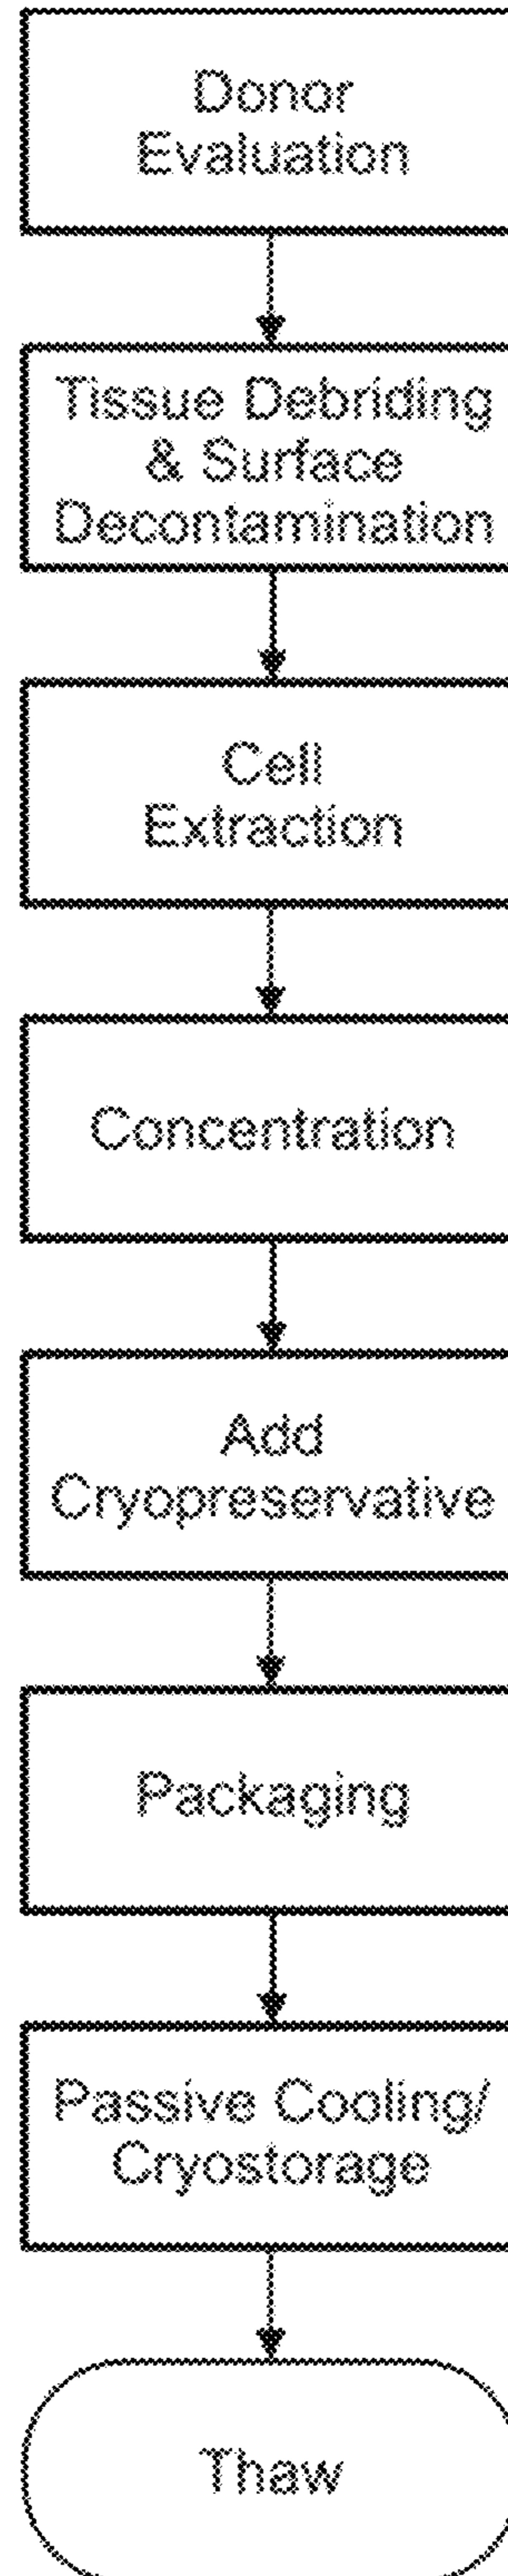 Donor
Evaluation
Tissue Debriding
& Surface
Decontamination
Cell
Extraction
Concentration
Add
Cryopreservative
Packaging
Passive Cooling/
Cryostorage
Thaw